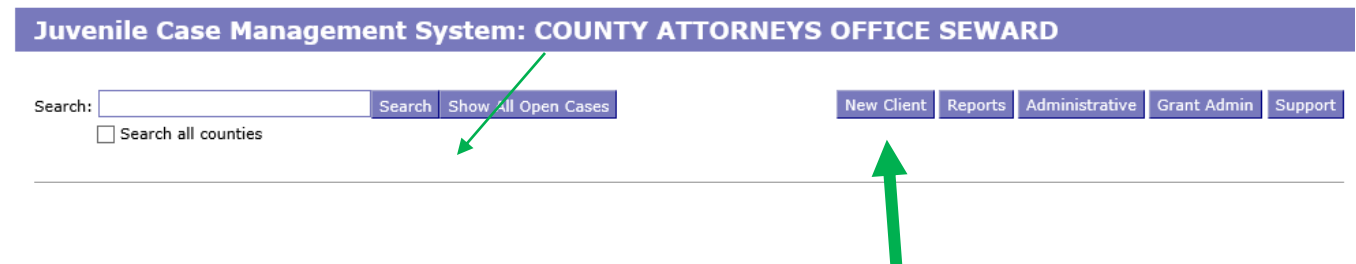 Juvenile Case Management System: COUNTY ATTORNEYS OFFICE SEWARD
Search: Search Show All Open Cases New Client Reports Administrative Grant Admin Support
Search all counties